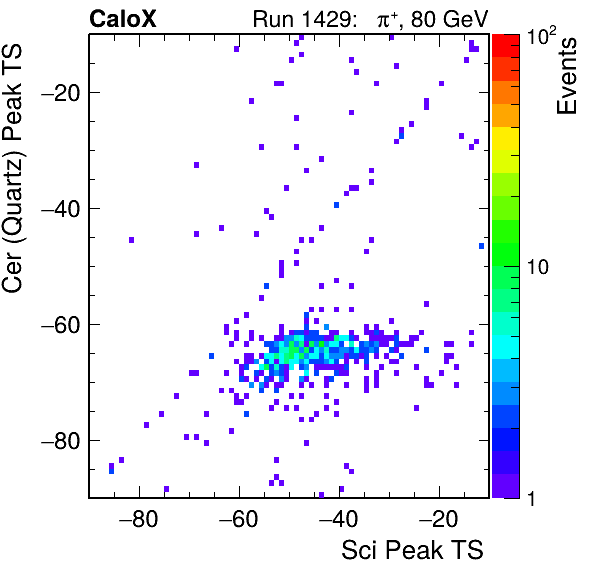 CaloX Run 1429: π⁺, 80 GeV
Cer (Quartz) Peak TS
−20
−40
−60
−80
−80 −60 −40 −20
Sci Peak TS
Events
10²
10
1